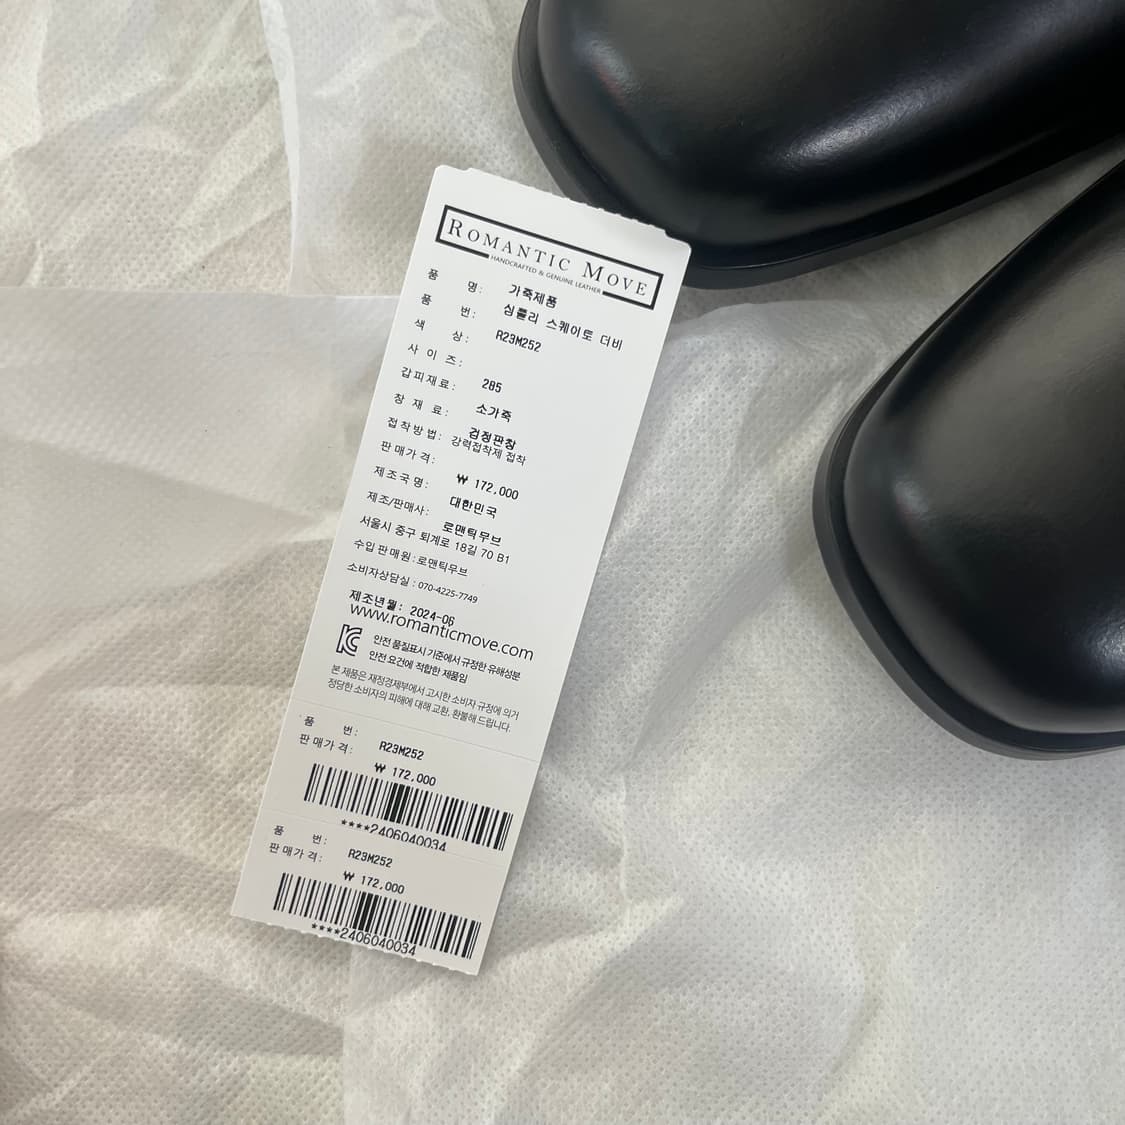 ROMANTIC MOVE
HANDCRAFTED & GENUINE LEATHER
품 명: 가죽제품
품 번: 심플리 스퀘어토 더비
색 상: R23M252
사 이 즈:
갑피재료: 285
창 재 료: 소가죽
접착방법: 검정판창
강력접착제 접착
판매가격:
제조국명: ₩ 172,000
제조/판매사: 대한민국
로맨틱무브
서울시 중구 퇴계로 18길 70 B1
수입 판매원 : 로맨틱무브
소비자상담실 : 070-4225-7749
제조년월: 2024-06
www.romanticmove.com
KC 안전 품질표시 기준에서 규정한 유해성분
안전 요건에 적합한 제품임
본 제품은 재정경제부에서 고시한 소비자 규정에 의거
정당한 소비자의 피해에 대해 교환, 환불해 드립니다.
품 번: R23M252
판매가격: ₩ 172,000
****2406040034
품 번: R23M252
판매가격: ₩ 172,000
****2406040034